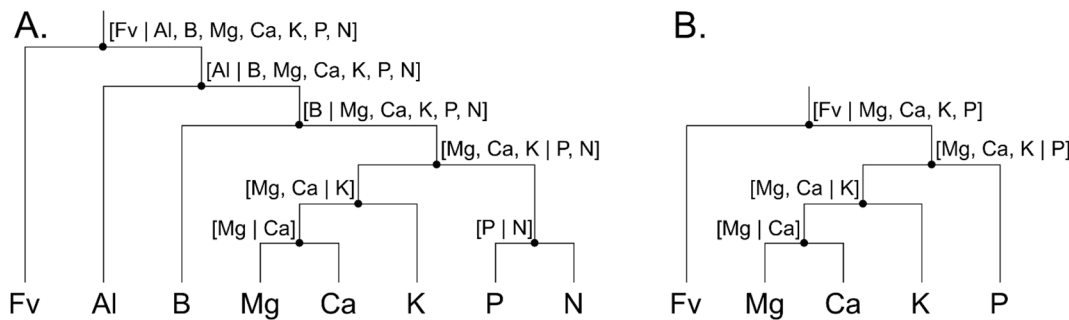 A.
[Fv | Al, B, Mg, Ca, K, P, N]
[Al | B, Mg, Ca, K, P, N]
[B | Mg, Ca, K, P, N]
[Mg, Ca, K | P, N]
[Mg, Ca | K]
[Mg | Ca]
[P | N]
Fv Al B Mg Ca K P N
B.
[Fv | Mg, Ca, K, P]
[Mg, Ca, K | P]
[Mg, Ca | K]
[Mg | Ca]
Fv Mg Ca K P